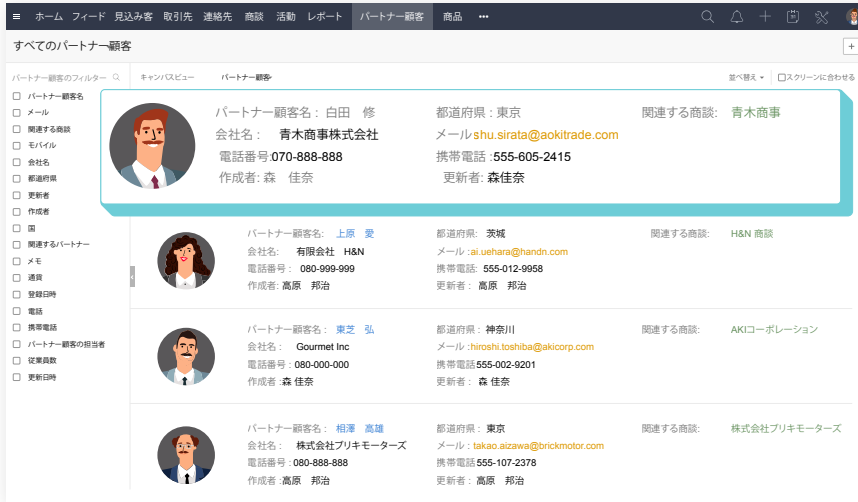 ホーム フィード 見込み客 取引先 連絡先 商談 活動 レポート パートナー顧客 商品 •••
すべてのパートナー顧客
パートナー顧客のフィルター
キャンバスビュー パートナー顧客
並べ替え スクリーンに合わせる
パートナー顧客名
メール
関連する商談
モバイル
会社名
都道府県
更新者
作成者
国
関連するパートナー
メモ
通貨
登録日時
電話
携帯電話
パートナー顧客の担当者
従業員数
更新日時
パートナー顧客名： 白田 修 都道府県：東京 関連する商談: 青木商事
会社名： 青木商事株式会社 メールshu.sirata@aokitrade.com
電話番号:070-888-888 携帯電話 :555-605-2415
作成者: 森 佳奈 更新者: 森佳奈
パートナー顧客名： 上原 愛 都道府県: 茨城 関連する商談: H&N 商談
会社名: 有限会社 H&N メール :ai.uehara@handn.com
電話番号： 080-999-999 携帯電話: 555-012-9958
作成者: 高原 邦治 更新者： 高原 邦治
パートナー顧客名： 東芝 弘 都道府県：神奈川 関連する商談: AKIコーポレーション
会社名： Gourmet Inc メール :hiroshi.toshiba@akicorp.com
電話番号：080-000-000 携帯電話555-002-9201
作成者 :森 佳奈 更新者： 森 佳奈
パートナー顧客名： 相澤 高雄 都道府県：東京 関連する商談: 株式会社ブリキモーターズ
会社名： 株式会社ブリキモーターズ メール：takao.aizawa@brickmotor.com
電話番号 :080-888-888 携帯電話 555-107-2378
作成者 :高原 邦治 更新者： 高原 邦治